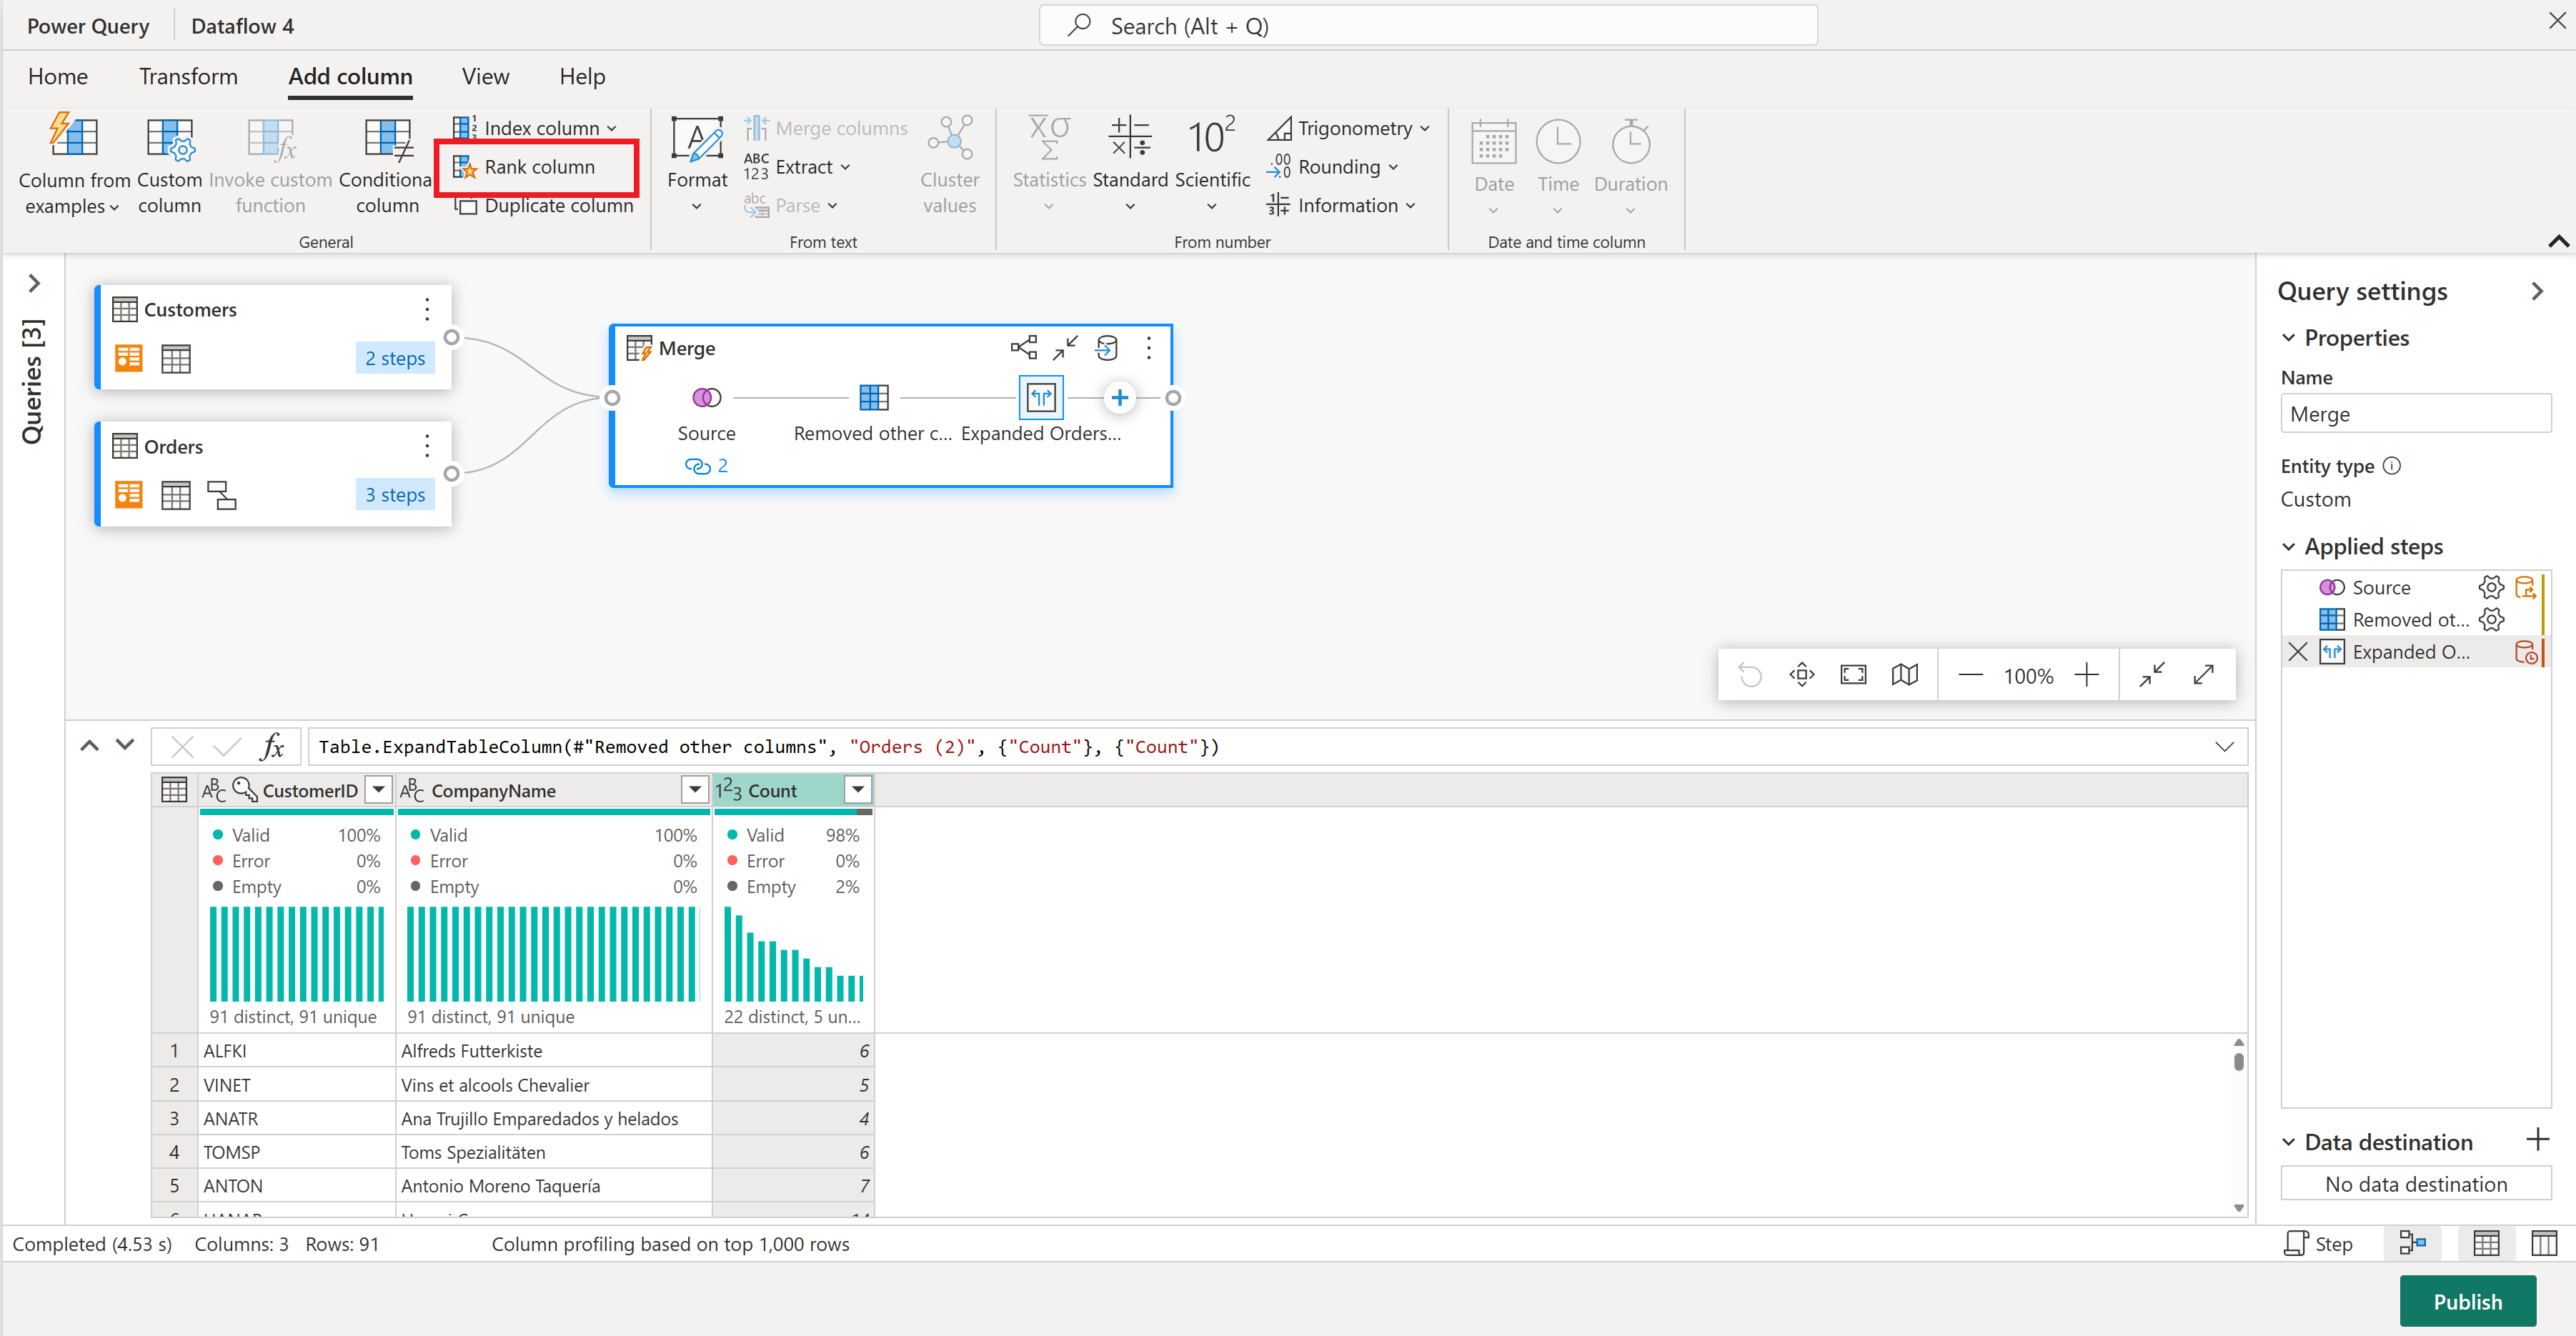 Power Query
Dataflow 4
Search (Alt + Q)
Home
Transform
Add column
View
Help
Column from examples
Custom column
Invoke custom function
Conditiona column
Index column
Rank column
Duplicate column
General
Format
Merge columns
Extract
Parse
Cluster values
From text
Statistics
Standard
Scientific
Trigonometry
Rounding
Information
From number
Date
Time
Duration
Date and time column
Queries [3]
Customers
2 steps
Orders
3 steps
Merge
Source
Removed other c...
Expanded Orders...
2
100%
Query settings
Properties
Name
Merge
Entity type
Custom
Applied steps
Source
Removed ot...
Expanded O...
Data destination
No data destination
fx
Table.ExpandTableColumn(#"Removed other columns", "Orders (2)", {"Count"}, {"Count"})
CustomerID
CompanyName
Count
Valid 100%
Error 0%
Empty 0%
91 distinct, 91 unique
Valid 100%
Error 0%
Empty 0%
91 distinct, 91 unique
Valid 98%
Error 0%
Empty 2%
22 distinct, 5 un...
1 ALFKI Alfreds Futterkiste 6
2 VINET Vins et alcools Chevalier 5
3 ANATR Ana Trujillo Emparedados y helados 4
4 TOMSP Toms Spezialitäten 6
5 ANTON Antonio Moreno Taquería 7
Completed (4.53 s) Columns: 3 Rows: 91
Column profiling based on top 1,000 rows
Step
Publish